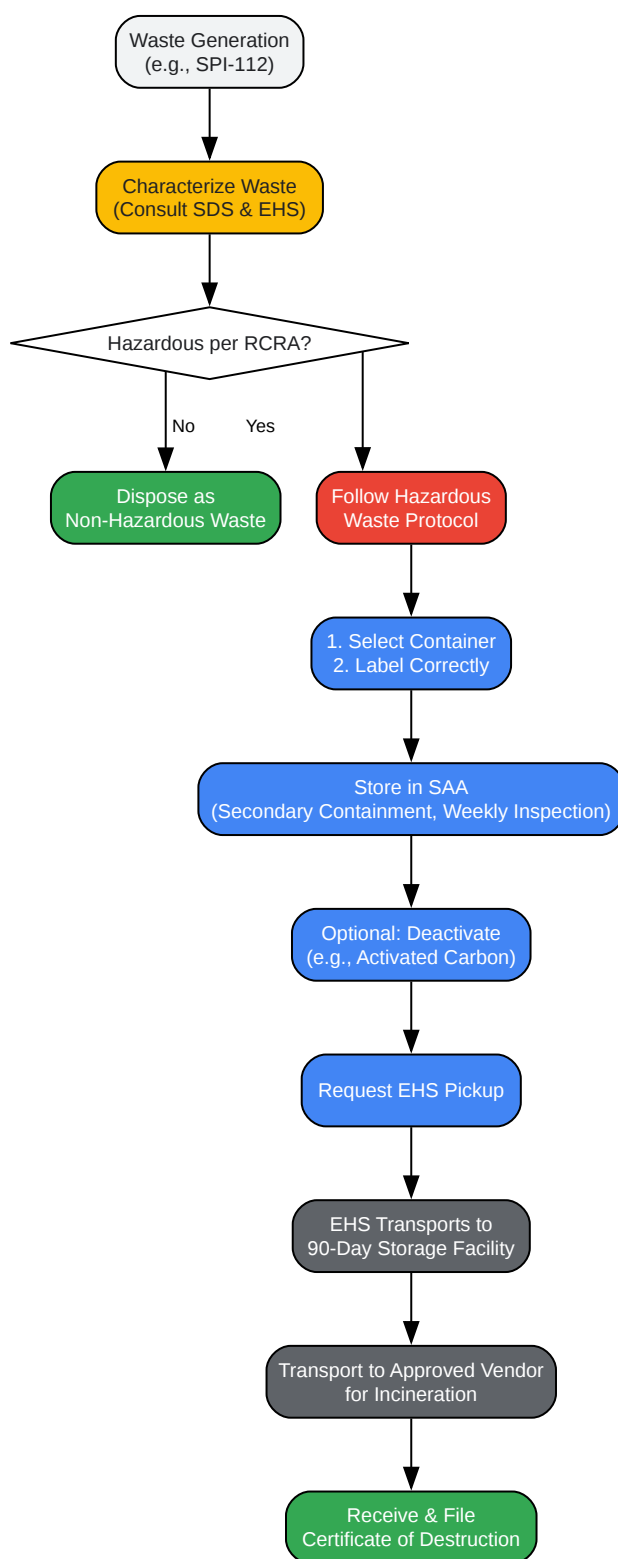 Waste Generation
(e.g., SPI-112)
Characterize Waste
(Consult SDS & EHS)
Hazardous per RCRA?
No
Yes
Dispose as
Non-Hazardous Waste
Follow Hazardous
Waste Protocol
1. Select Container
2. Label Correctly
Store in SAA
(Secondary Containment, Weekly Inspection)
Optional: Deactivate
(e.g., Activated Carbon)
Request EHS Pickup
EHS Transports to
90-Day Storage Facility
Transport to Approved Vendor
for Incineration
Receive & File
Certificate of Destruction